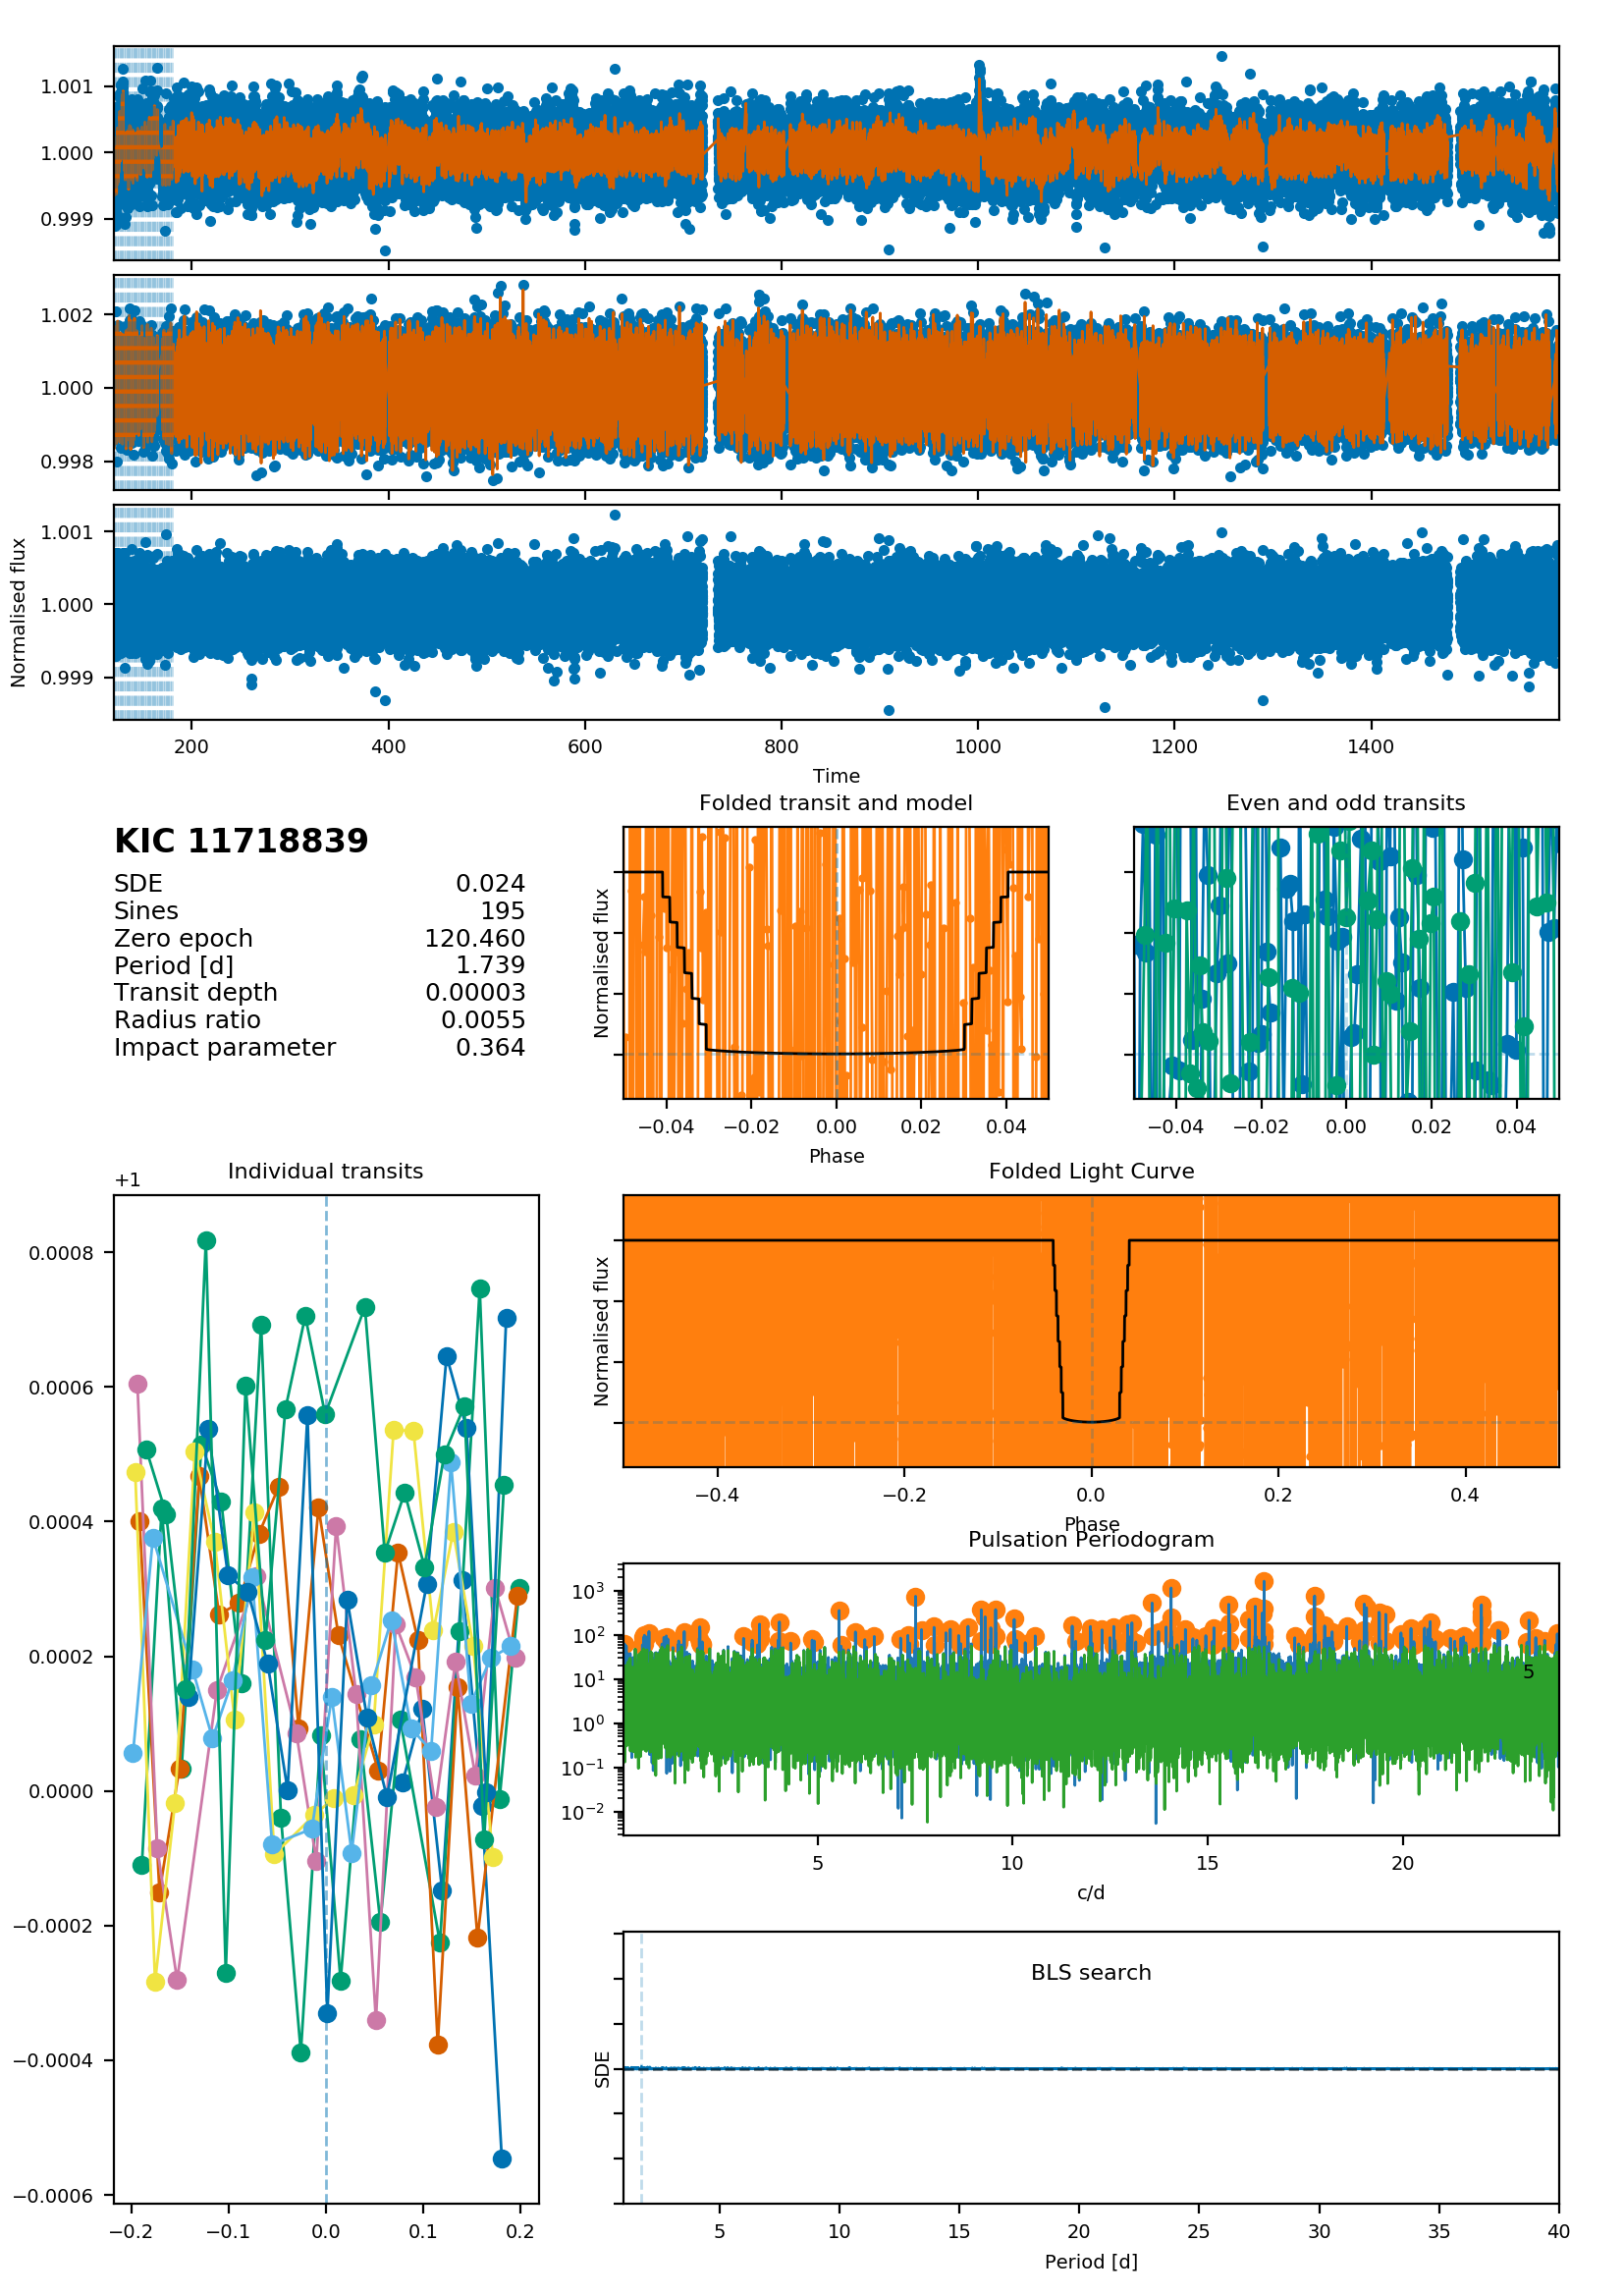 1.001
1.000
0.999
1.002
1.000
0.998
1.001
1.000
0.999
Normalised flux
200 400 600 800 1000 1200 1400
Time
KIC 11718839
SDE 0.024
Sines 195
Zero epoch 120.460
Period [d] 1.739
Transit depth 0.00003
Radius ratio 0.0055
Impact parameter 0.364
Folded transit and model
Normalised flux
−0.04 −0.02 0.00 0.02 0.04
Phase
Even and odd transits
−0.04 −0.02 0.00 0.02 0.04
Individual transits
+1
0.0008
0.0006
0.0004
0.0002
0.0000
−0.0002
−0.0004
−0.0006
−0.2 −0.1 0.0 0.1 0.2
Folded Light Curve
Normalised flux
−0.4 −0.2 0.0 0.2 0.4
Phase
Pulsation Periodogram
10³
10²
10¹
10⁰
10⁻¹
10⁻²
5
5 10 15 20
c/d
BLS search
SDE
5 10 15 20 25 30 35 40
Period [d]